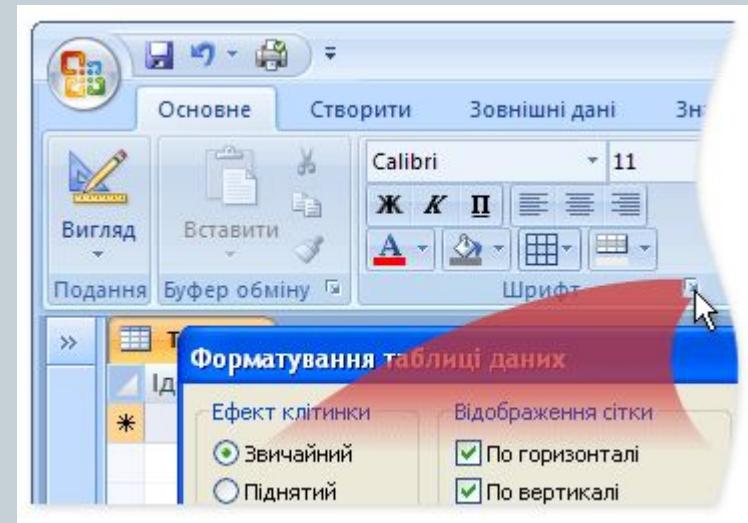 Основне Створити Зовнішні дані
Calibri 11
Ж К П
А
Вигляд Вставити
Подання Буфер обміну Шрифт
Форматування таблиці даних
Ефект клітинки Відображення сітки
Звичайний По горизонталі
Піднятий По вертикалі